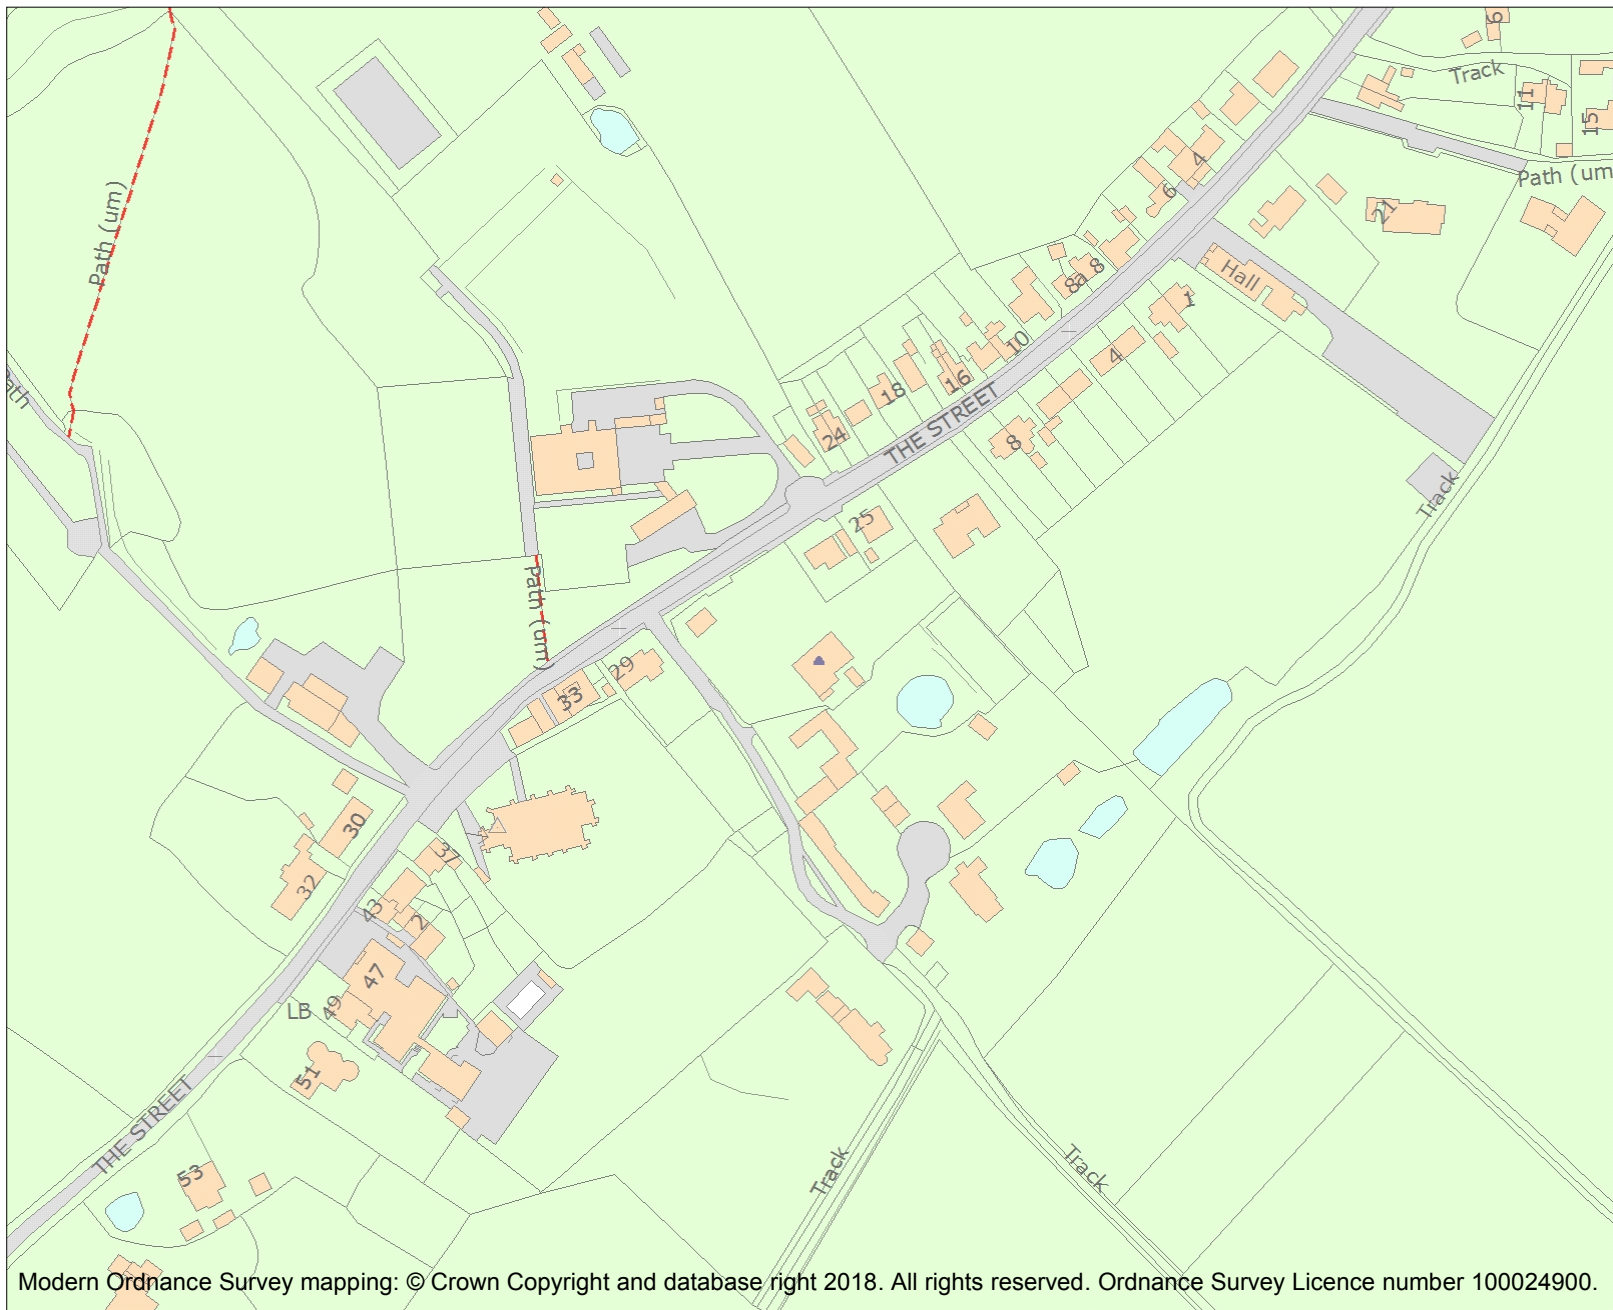 6
Track
11
15
Path (um
4
6
21
Path (um)
8
8a
Hall
1
10
4
16
18
Path
THE STREET
24
8
Track
25
Path (um)
29
33
30
37
32
43
2
47
49
LB
51
THE STREET
Track
Track
53
Modern Ordnance Survey mapping: © Crown Copyright and database right 2018. All rights reserved. Ordnance Survey Licence number 100024900.